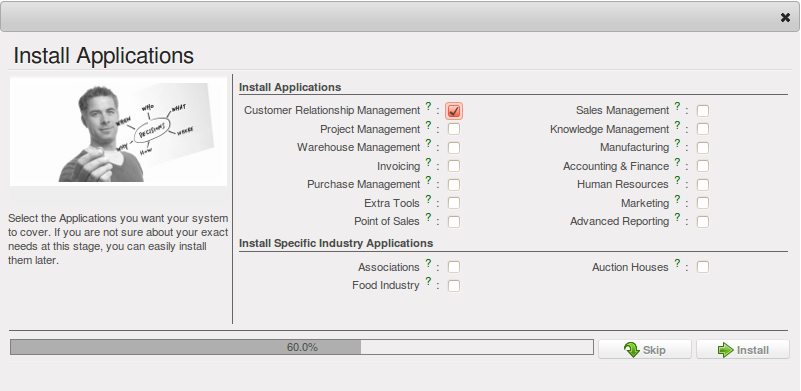 Install Applications
WHO
WHAT
WHEN
DECISIONS
WHERE
WHY
HOW
Select the Applications you want your system
to cover. If you are not sure about your exact
needs at this stage, you can easily install
them later.
Install Applications
Customer Relationship Management ? : Sales Management ? :
Project Management ? : Knowledge Management ? :
Warehouse Management ? : Manufacturing ? :
Invoicing ? : Accounting & Finance ? :
Purchase Management ? : Human Resources ? :
Extra Tools ? : Marketing ? :
Point of Sales ? : Advanced Reporting ? :
Install Specific Industry Applications
Associations ? : Auction Houses ? :
Food Industry ? :
60.0%
Skip
Install